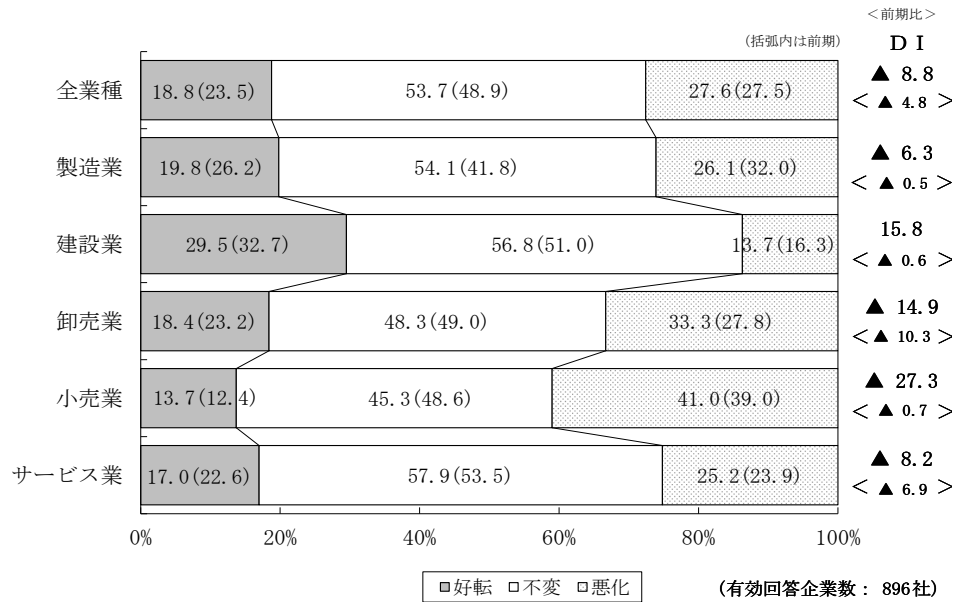 ＜前期比＞
(括弧内は前期)
ＤＩ
全業種 18.8(23.5) 53.7(48.9) 27.6(27.5) ▲ 8.8
＜ ▲ 4.8 ＞
製造業 19.8(26.2) 54.1(41.8) 26.1(32.0) ▲ 6.3
＜ ▲ 0.5 ＞
建設業 29.5(32.7) 56.8(51.0) 13.7(16.3) 15.8
＜ ▲ 0.6 ＞
卸売業 18.4(23.2) 48.3(49.0) 33.3(27.8) ▲ 14.9
＜ ▲ 10.3 ＞
小売業 13.7(12.4) 45.3(48.6) 41.0(39.0) ▲ 27.3
＜ ▲ 0.7 ＞
サービス業 17.0(22.6) 57.9(53.5) 25.2(23.9) ▲ 8.2
＜ ▲ 6.9 ＞
0% 20% 40% 60% 80% 100%
好転 不変 悪化
(有効回答企業数： 896社)